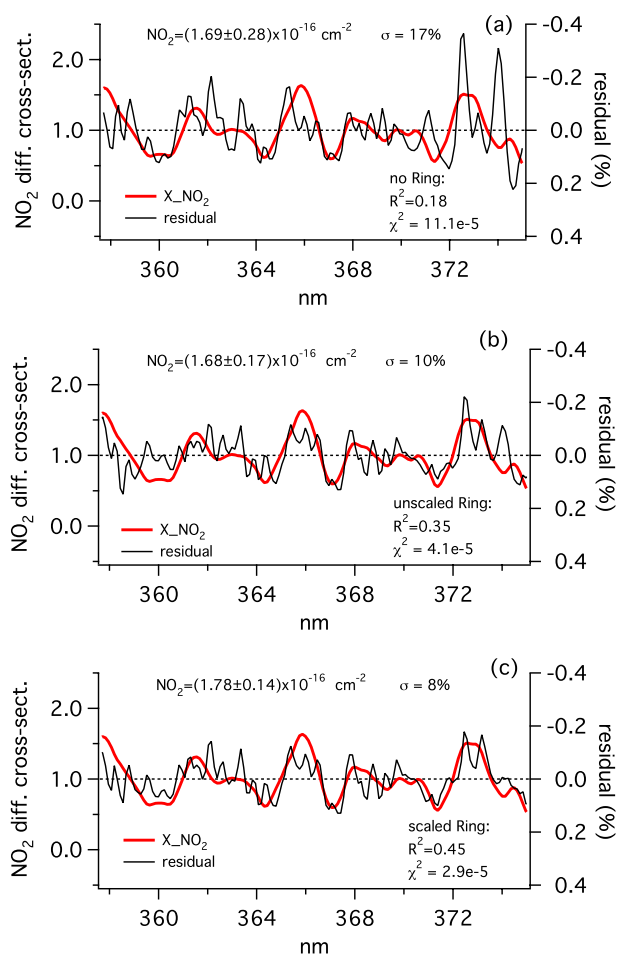 (a)
NO₂=(1.69±0.28)x10⁻¹⁶ cm⁻² σ = 17%
NO₂ diff. cross-sect.
2.0
1.0
0.0
-0.4
-0.2
0.0
0.2
0.4
residual (%)
X_NO₂
residual
no Ring:
R²=0.18
χ² = 11.1e-5
360 364 368 372
nm
(b)
NO₂=(1.68±0.17)x10⁻¹⁶ cm⁻² σ = 10%
NO₂ diff. cross-sect.
2.0
1.0
0.0
-0.4
-0.2
0.0
0.2
0.4
residual (%)
X_NO₂
residual
unscaled Ring:
R²=0.35
χ² = 4.1e-5
360 364 368 372
nm
(c)
NO₂=(1.78±0.14)x10⁻¹⁶ cm⁻² σ = 8%
NO₂ diff. cross-sect.
2.0
1.0
0.0
-0.4
-0.2
0.0
0.2
0.4
residual (%)
X_NO₂
residual
scaled Ring:
R²=0.45
χ² = 2.9e-5
360 364 368 372
nm